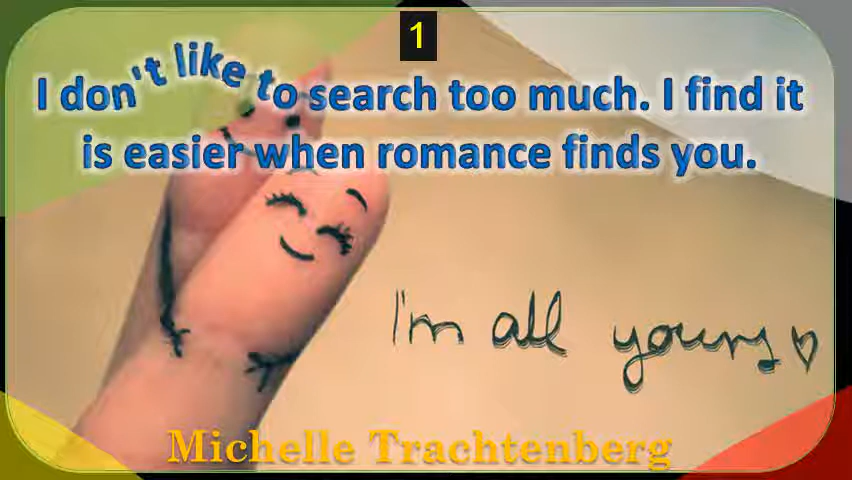 1
I don't like to search too much. I find it
is easier when romance finds you.
I'm all yours
Michelle Trachtenberg